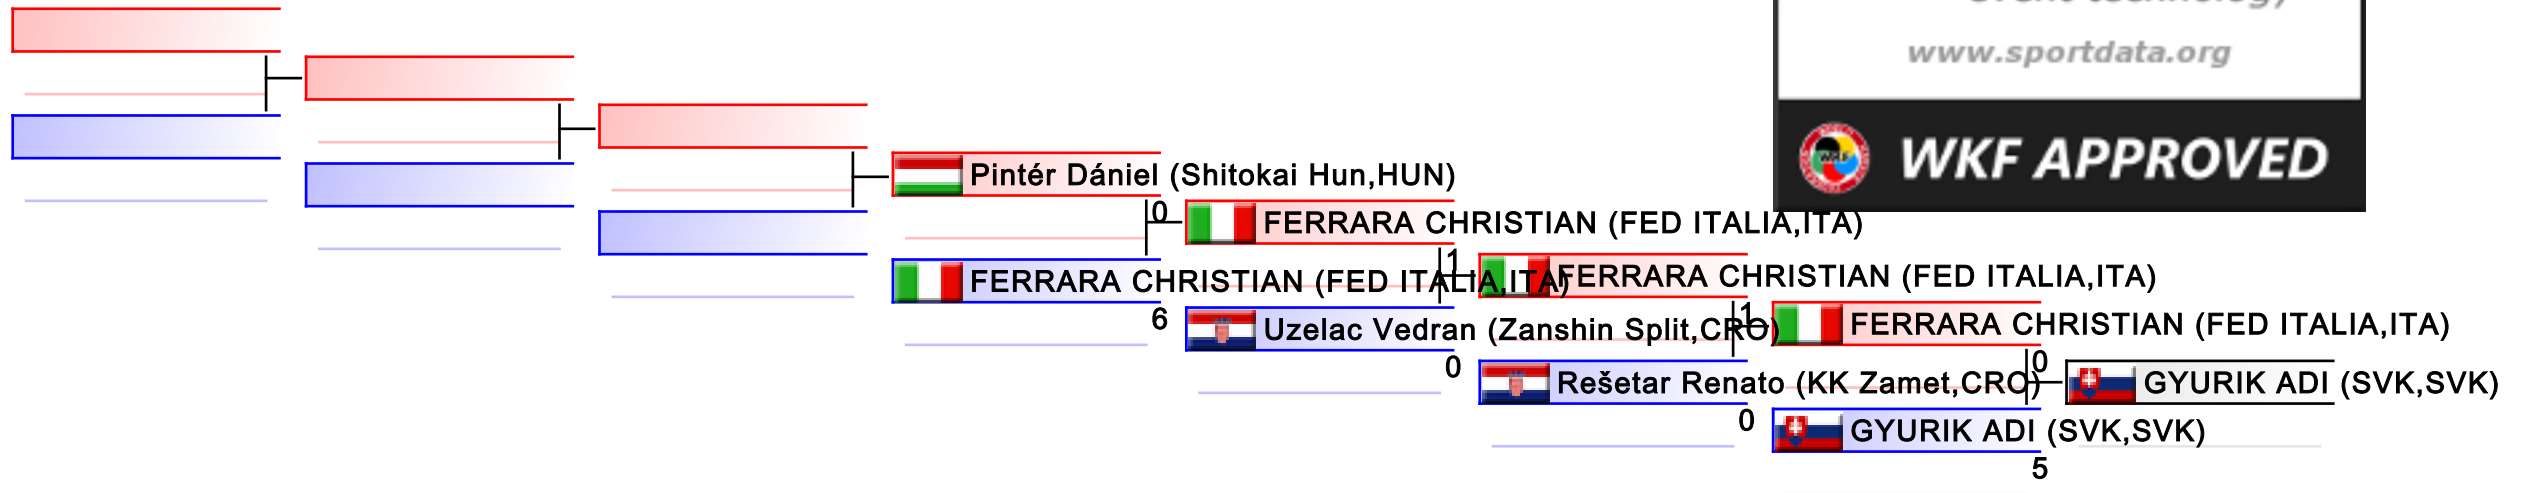 event technology
www.sportdata.org
WKF APPROVED
Pintér Dániel (Shitokai Hun,HUN)
0
FERRARA CHRISTIAN (FED ITALIA,ITA)
1
FERRARA CHRISTIAN (FED ITALIA,ITA)
FERRARA CHRISTIAN (FED ITALIA,ITA)
6
Uzelac Vedran (Zanshin Split,CRO)
1
FERRARA CHRISTIAN (FED ITALIA,ITA)
0
0
Rešetar Renato (KK Zamet,CRO)
GYURIK ADI (SVK,SVK)
0
GYURIK ADI (SVK,SVK)
5